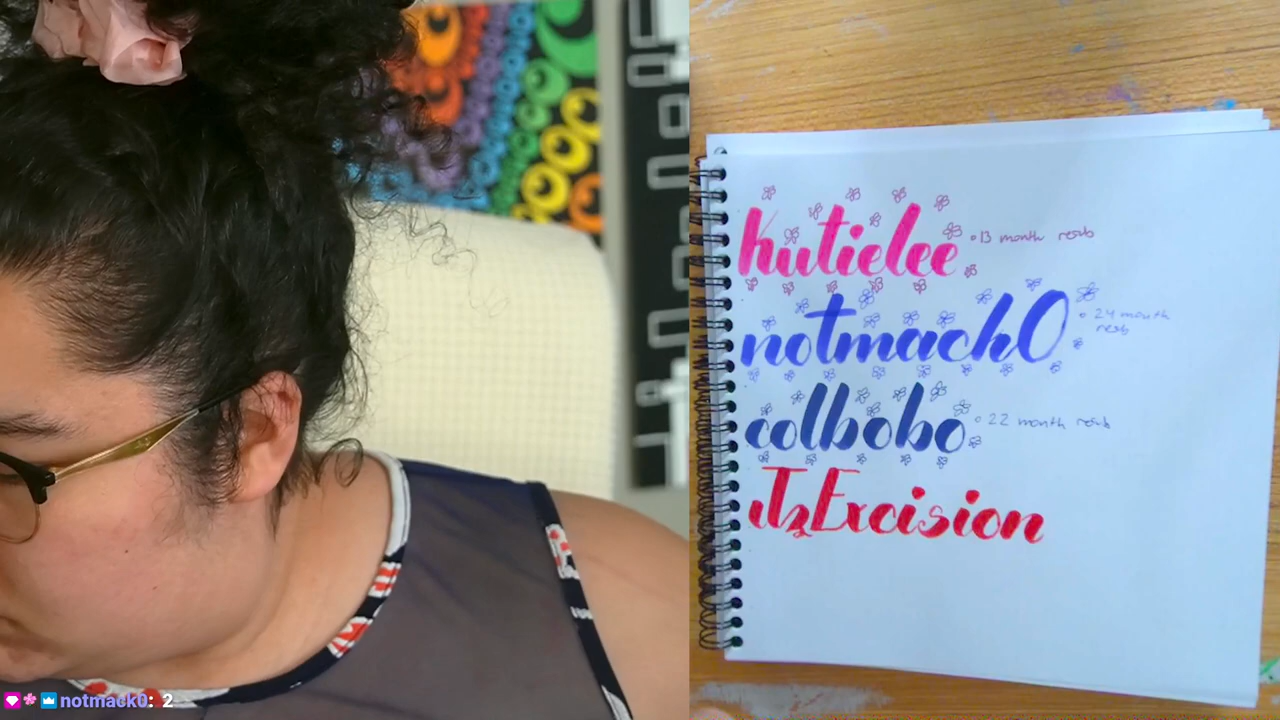 kutielee
• 13 month resub
notmack0
• 24 month
resub
colbobo
• 22 month resub
ItzExcision
notmack0: 2